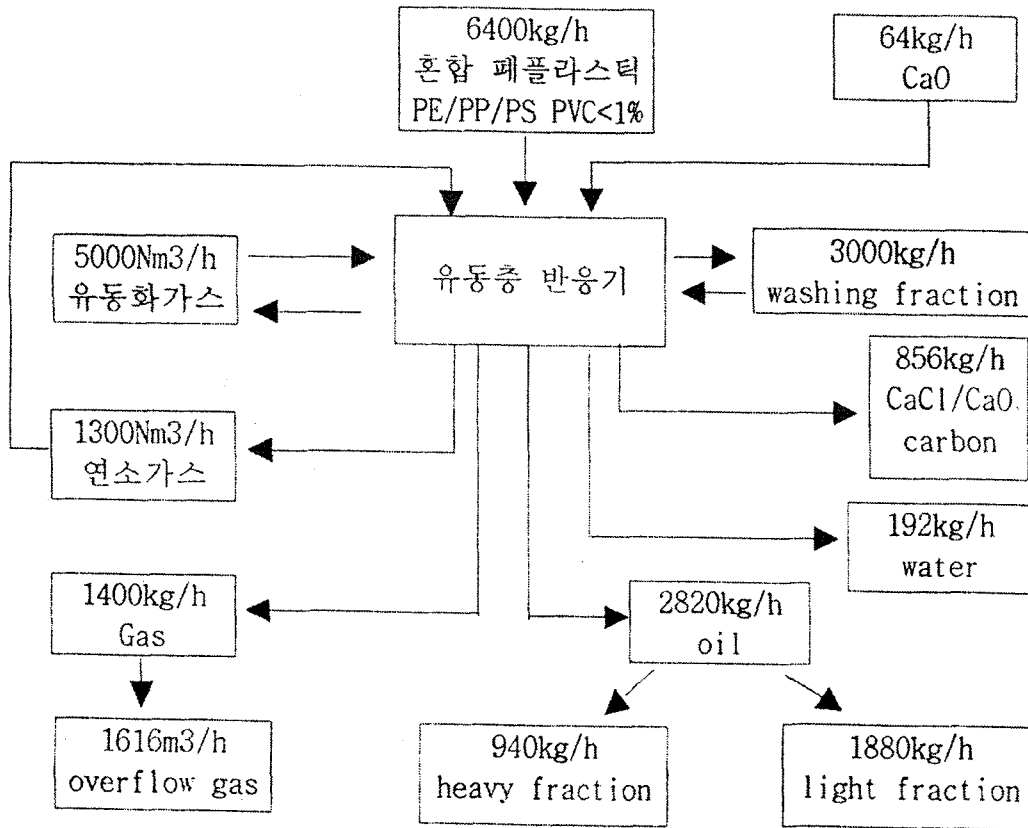 6400kg/h
혼합 폐플라스틱
PE/PP/PS PVC<1%
64kg/h
CaO
5000Nm3/h
유동화가스
유동층 반응기
3000kg/h
washing fraction
856kg/h
CaCl/CaO
carbon
1300Nm3/h
연소가스
192kg/h
water
1400kg/h
Gas
2820kg/h
oil
1616m3/h
overflow gas
940kg/h
heavy fraction
1880kg/h
light fraction